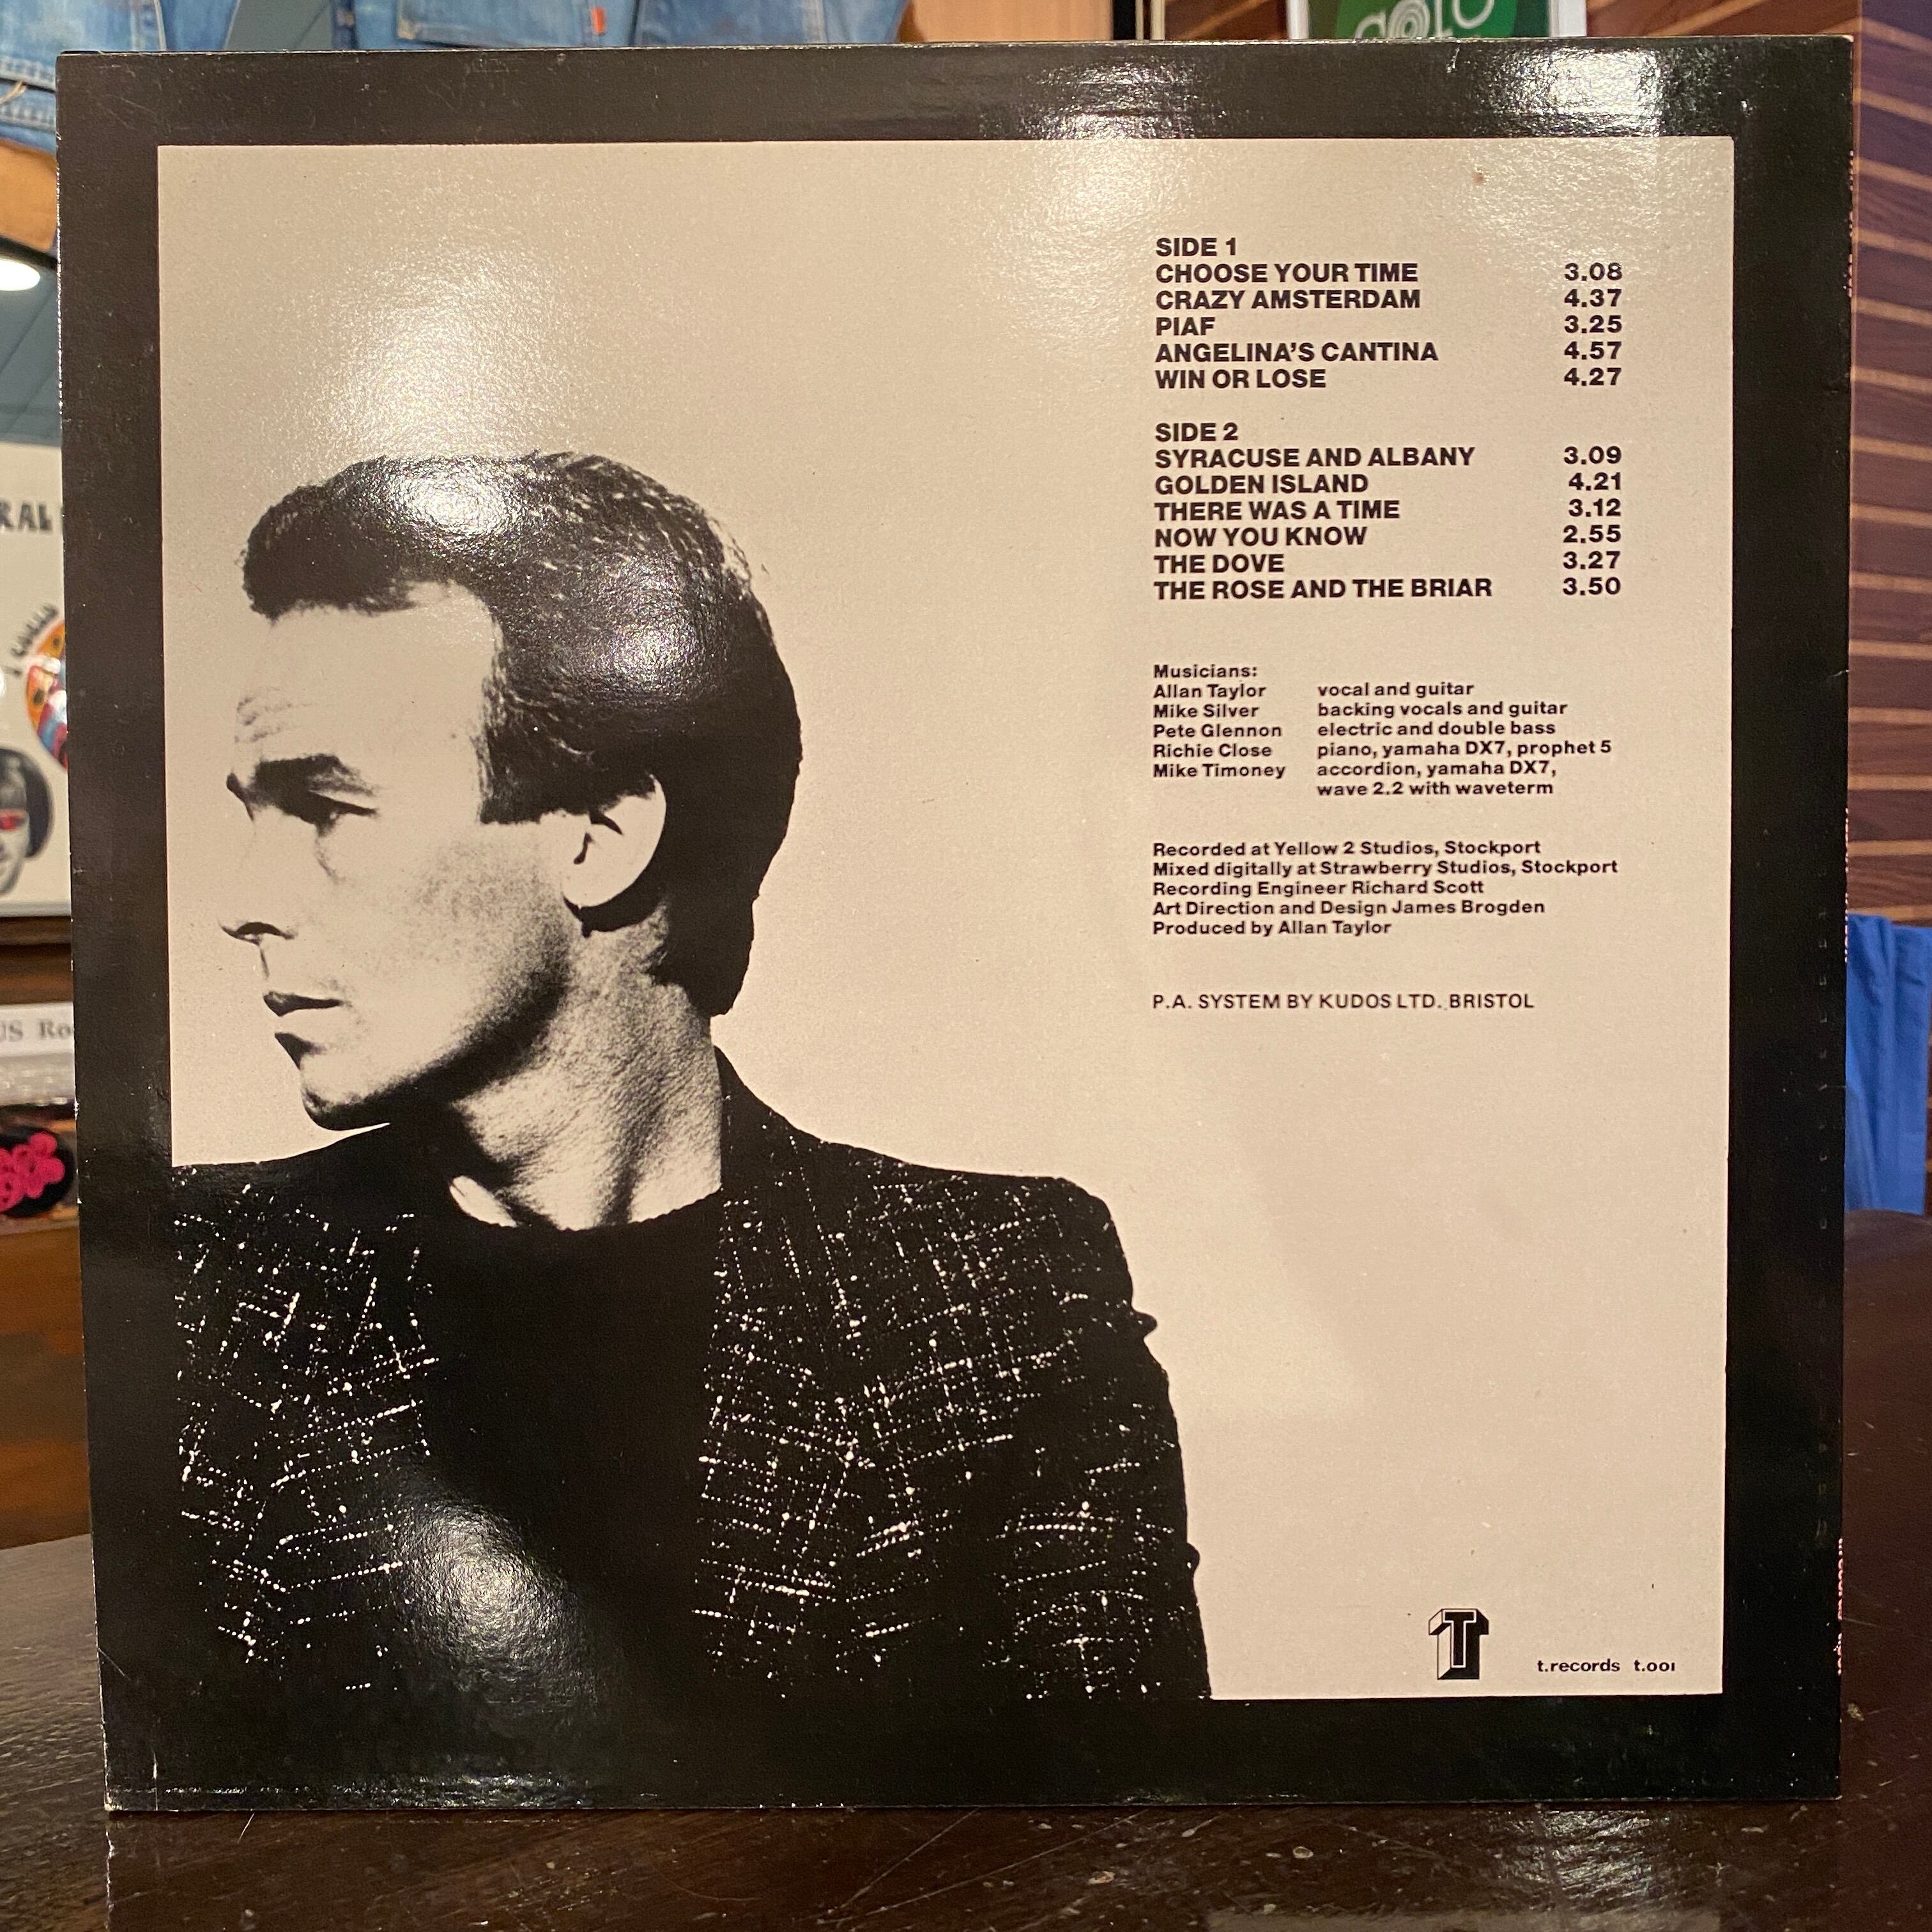 SIDE 1
CHOOSE YOUR TIME 3.08
CRAZY AMSTERDAM 4.37
PIAF 3.25
ANGELINA'S CANTINA 4.57
WIN OR LOSE 4.27
SIDE 2
SYRACUSE AND ALBANY 3.09
GOLDEN ISLAND 4.21
THERE WAS A TIME 3.12
NOW YOU KNOW 2.55
THE DOVE 3.27
THE ROSE AND THE BRIAR 3.50
Musicians:
Allan Taylor vocal and guitar
Mike Silver backing vocals and guitar
Pete Glennon electric and double bass
Richie Close piano, yamaha DX7, prophet 5
Mike Timoney accordion, yamaha DX7,
wave 2.2 with waveterm
Recorded at Yellow 2 Studios, Stockport
Mixed digitally at Strawberry Studios, Stockport
Recording Engineer Richard Scott
Art Direction and Design James Brogden
Produced by Allan Taylor
P.A. SYSTEM BY KUDOS LTD. BRISTOL
T
t.records t.001